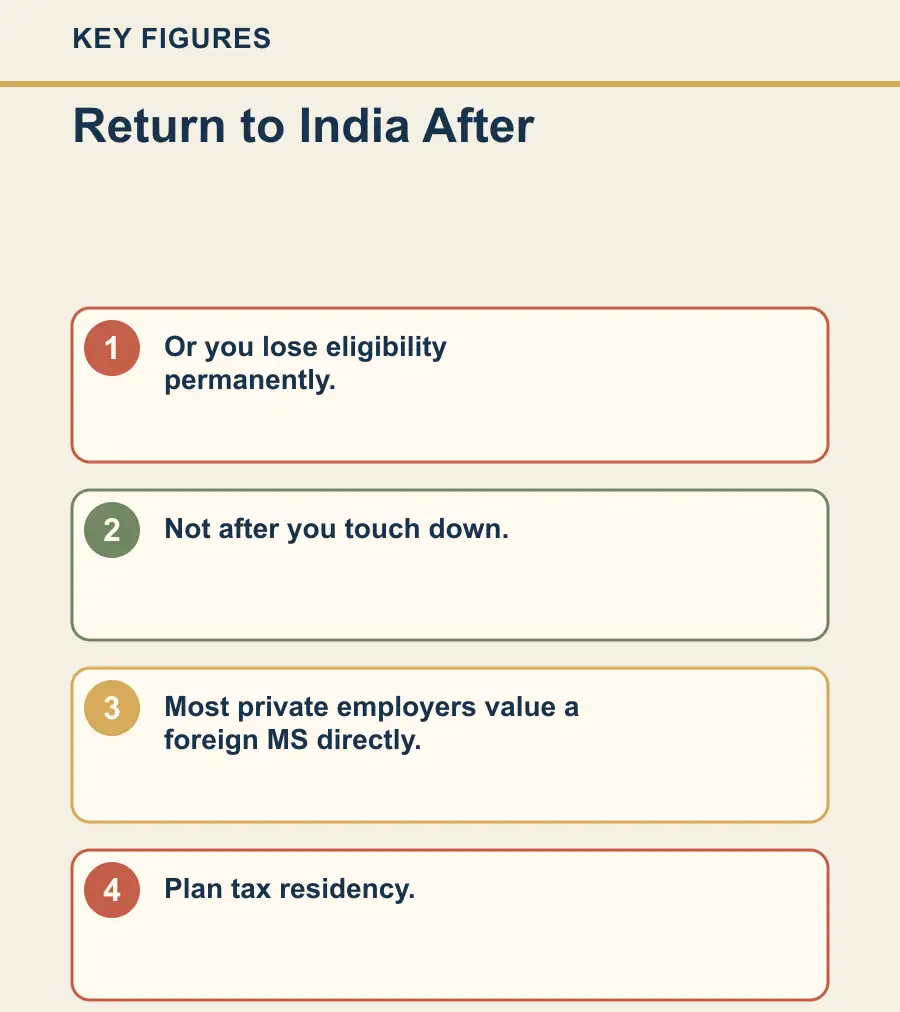 KEY FIGURES
Return to India After
1
Or you lose eligibility
permanently.
2
Not after you touch down.
3
Most private employers value a
foreign MS directly.
4
Plan tax residency.